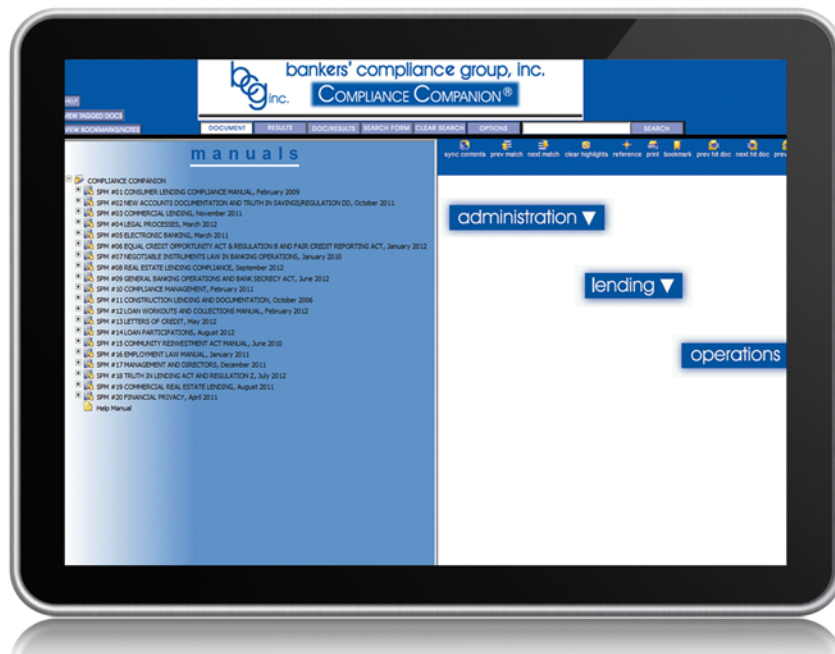 bcg inc.
bankers' compliance group, inc.
COMPLIANCE COMPANION®
HELP
VIEW TAGGED DOCS
VIEW BOOKMARKS/NOTES
DOCUMENT RESULTS DOC/RESULTS SEARCH FORM CLEAR SEARCH OPTIONS SEARCH
sync contents prev match next match clear highlights reference print bookmark prev hit doc next hit doc prev
manuals
COMPLIANCE COMPANION
SPM #01 CONSUMER LENDING COMPLIANCE MANUAL, February 2009
SPM #02 NEW ACCOUNTS DOCUMENTATION AND TRUTH IN SAVINGS/REGULATION DD, October 2011
SPM #03 COMMERCIAL LENDING, November 2011
SPM #04 LEGAL PROCESSES, March 2012
SPM #05 ELECTRONIC BANKING, March 2011
SPM #06 EQUAL CREDIT OPPORTUNITY ACT & REGULATION B AND FAIR CREDIT REPORTING ACT, January 2012
SPM #07 NEGOTIABLE INSTRUMENTS LAW IN BANKING OPERATIONS, January 2010
SPM #08 REAL ESTATE LENDING COMPLIANCE, September 2012
SPM #09 GENERAL BANKING OPERATIONS AND BANK SECRECY ACT, June 2012
SPM #10 COMPLIANCE MANAGEMENT, February 2011
SPM #11 CONSTRUCTION LENDING AND DOCUMENTATION, October 2006
SPM #12 LOAN WORKOUTS AND COLLECTIONS MANUAL, February 2012
SPM #13 LETTERS OF CREDIT, May 2012
SPM #14 LOAN PARTICIPATIONS, August 2012
SPM #15 COMMUNITY REINVESTMENT ACT MANUAL, June 2010
SPM #16 EMPLOYMENT LAW MANUAL, January 2011
SPM #17 MANAGEMENT AND DIRECTORS, December 2011
SPM #18 TRUTH IN LENDING ACT AND REGULATION Z, July 2012
SPM #19 COMMERCIAL REAL ESTATE LENDING, August 2011
SPM #20 FINANCIAL PRIVACY, April 2011
Help Manual
administration ▼
lending ▼
operations